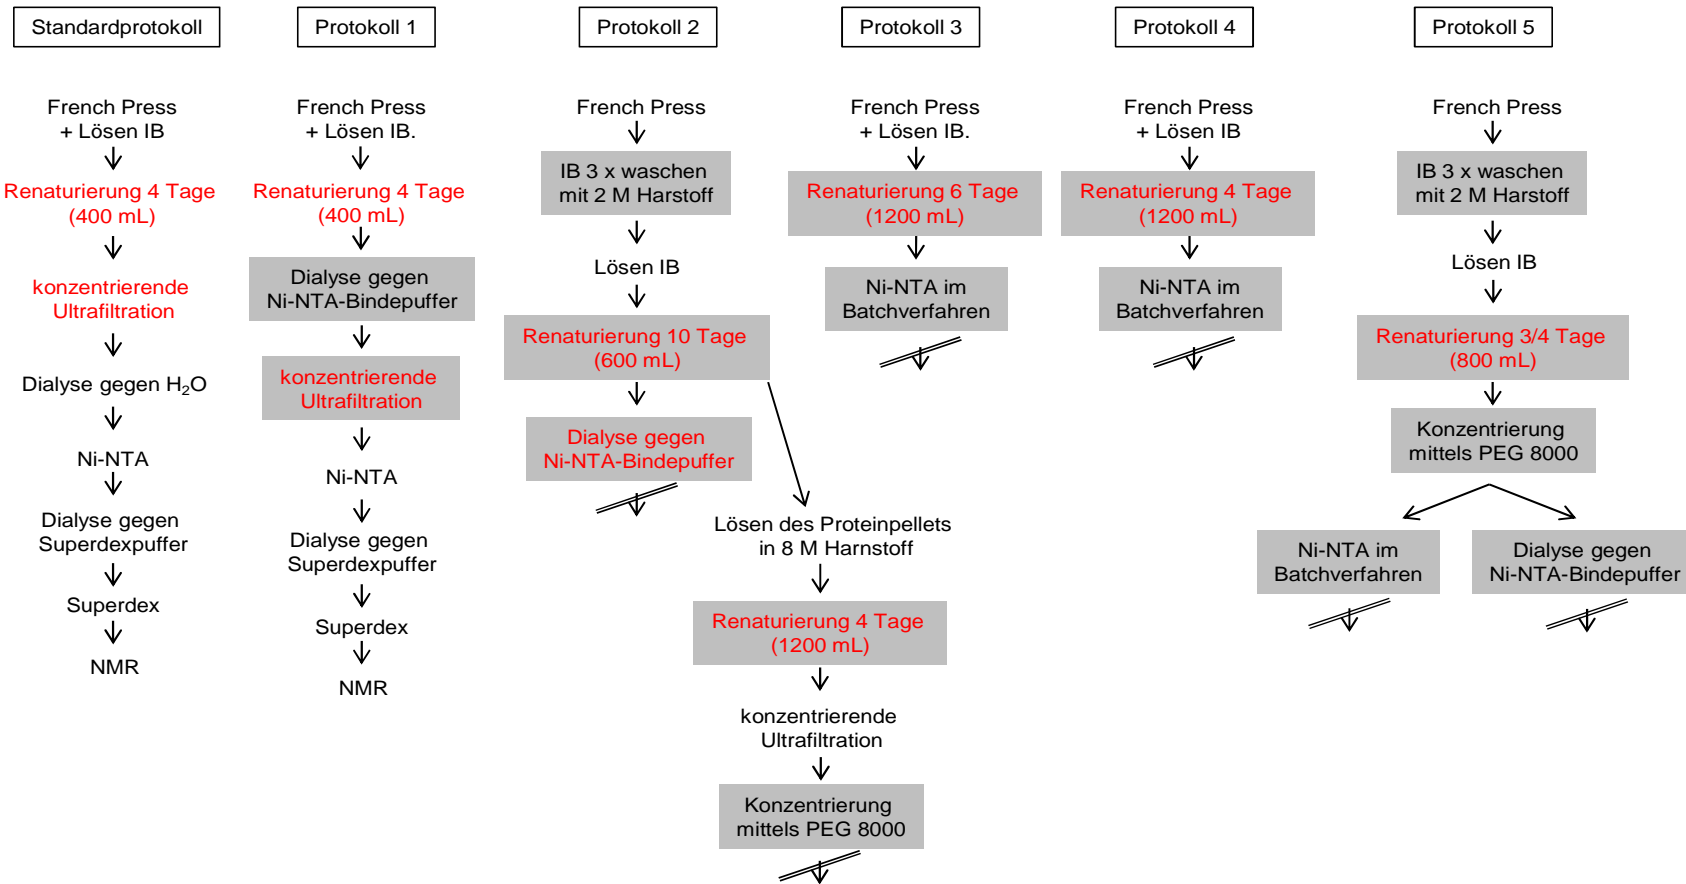 Standardprotokoll
French Press
+ Lösen IB
Renaturierung 4 Tage
(400 mL)
konzentrierende
Ultrafiltration
Dialyse gegen H₂O
Ni-NTA
Dialyse gegen
Superdexpuffer
Superdex
NMR
Protokoll 1
French Press
+ Lösen IB.
Renaturierung 4 Tage
(400 mL)
Dialyse gegen
Ni-NTA-Bindepuffer
konzentrierende
Ultrafiltration
Ni-NTA
Dialyse gegen
Superdexpuffer
Superdex
NMR
Protokoll 2
French Press
IB 3 x waschen
mit 2 M Harstoff
Lösen IB
Renaturierung 10 Tage
(600 mL)
Dialyse gegen
Ni-NTA-Bindepuffer
Lösen des Proteinpellets
in 8 M Harnstoff
Renaturierung 4 Tage
(1200 mL)
konzentrierende
Ultrafiltration
Konzentrierung
mittels PEG 8000
Protokoll 3
French Press
+ Lösen IB.
Renaturierung 6 Tage
(1200 mL)
Ni-NTA im
Batchverfahren
Protokoll 4
French Press
+ Lösen IB
Renaturierung 4 Tage
(1200 mL)
Ni-NTA im
Batchverfahren
Protokoll 5
French Press
IB 3 x waschen
mit 2 M Harstoff
Lösen IB
Renaturierung 3/4 Tage
(800 mL)
Konzentrierung
mittels PEG 8000
Ni-NTA im
Batchverfahren
Dialyse gegen
Ni-NTA-Bindepuffer